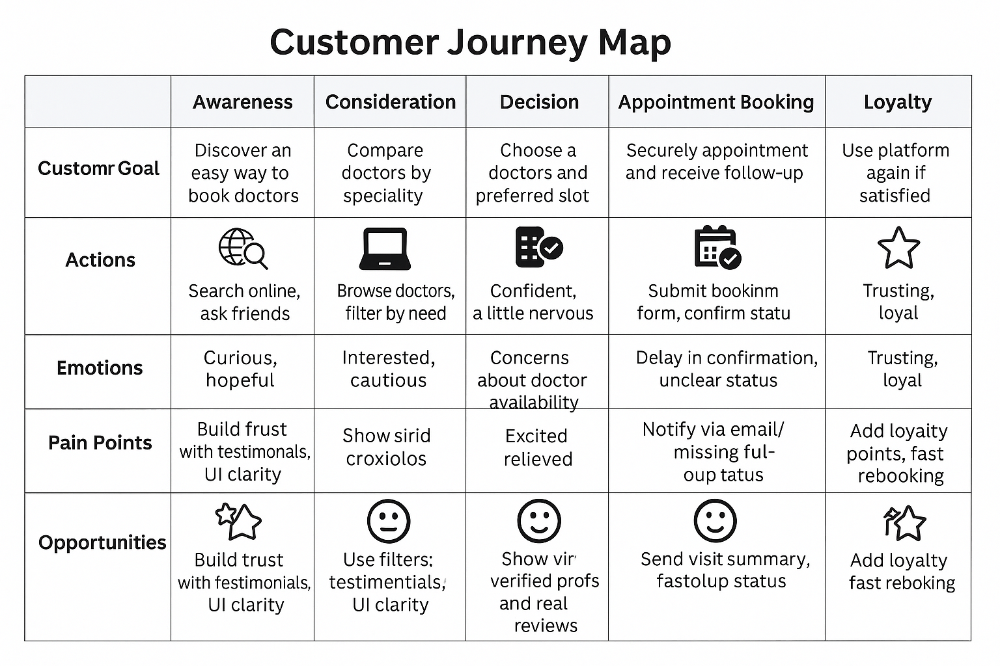 Customer Journey Map
Awareness
Consideration
Decision
Appointment Booking
Loyalty
Customr Goal
Discover an
easy way to
book doctors
Compare
doctors by
speciality
Choose a
doctors and
preferred slot
Securely appointment
and receive follow-up
Use platform
again if
satisfied
Actions
Search online,
ask friends
Browse doctors,
filter by need
Confident,
a little nervous
Submit bookinm
form, confirm statu
Trusting,
loyal
Emotions
Curious,
hopeful
Interested,
cautious
Concerns
about doctor
availability
Delay in confirmation,
unclear status
Trusting,
loyal
Pain Points
Build frust
with testimonals,
UI clarity
Show sirid
croxiolos
Excited
relieved
Notify via email/
missing ful-
oup tatus
Add loyaity
points, fast
rebooking
Opportunities
Build trust
with festimonials,
UI clarity
Use filters;
testimentials,
UI clarity
Show vir
verified profs
and real
reviews
Send visit summary,
fastolup status
Add loyalty
fast reboking